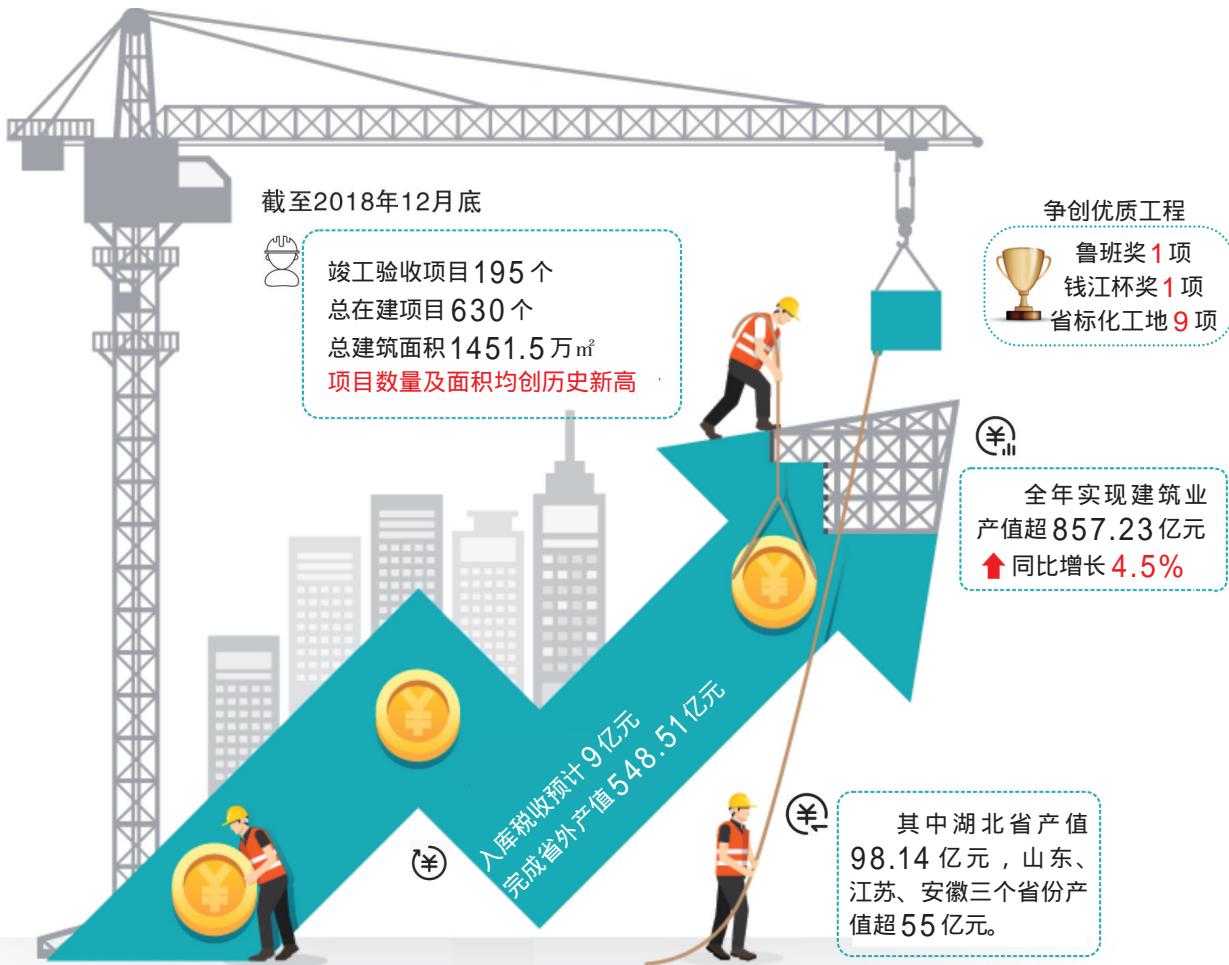 截至2018年12月底
竣工验收项目195个
总在建项目630个
总建筑面积1451.5万㎡
项目数量及面积均创历史新高
争创优质工程
鲁班奖1项
钱江杯奖1项
省标化工地9项
全年实现建筑业
产值超857.23亿元
同比增长4.5%
入库税收预计9亿元
完成省外产值548.51亿元
其中湖北省产值
98.14亿元，山东、
江苏、安徽三个省份产
值超55亿元。